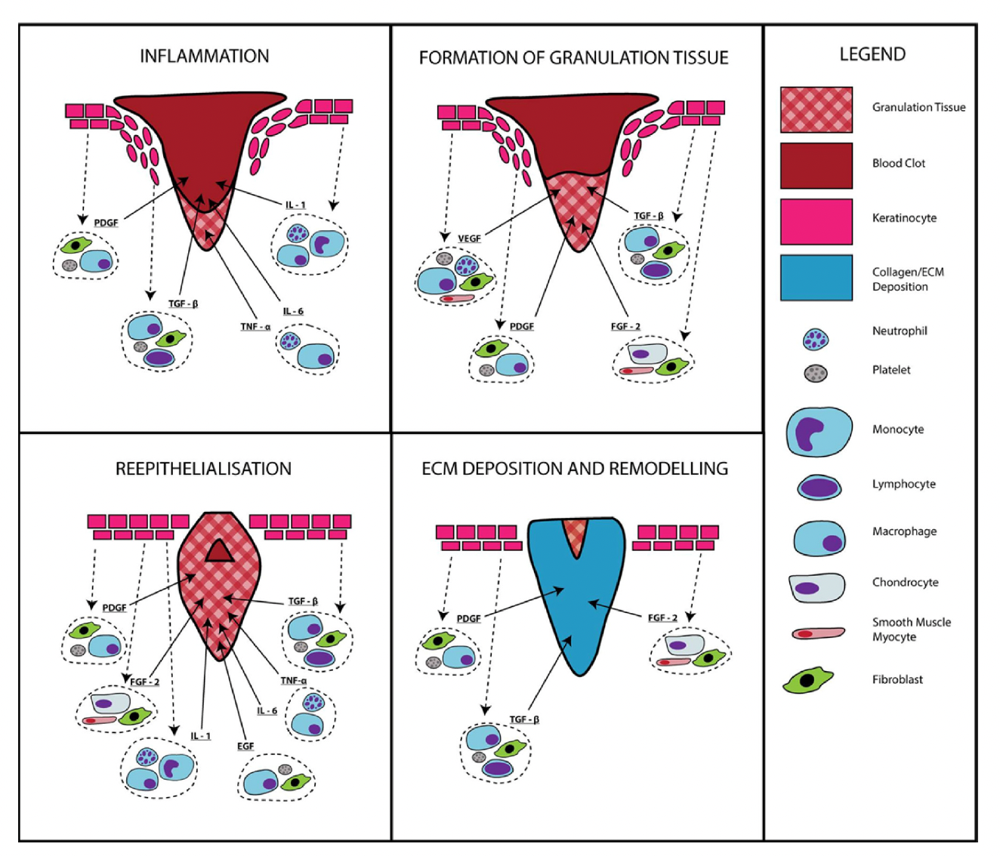 INFLAMMATION
IL - 1
PDGF
TGF - β
IL - 6
TNF - α
FORMATION OF GRANULATION TISSUE
TGF - β
VEGF
PDGF
FGF - 2
REEPITHELIALISATION
TGF - β
PDGF
FGF - 2
TNF-α
IL - 6
IL - 1
EGF
ECM DEPOSITION AND REMODELLING
PDGF
FGF - 2
TGF - β
LEGEND
Granulation Tissue
Blood Clot
Keratinocyte
Collagen/ECM
Deposition
Neutrophil
Platelet
Monocyte
Lymphocyte
Macrophage
Chondrocyte
Smooth Muscle
Myocyte
Fibroblast